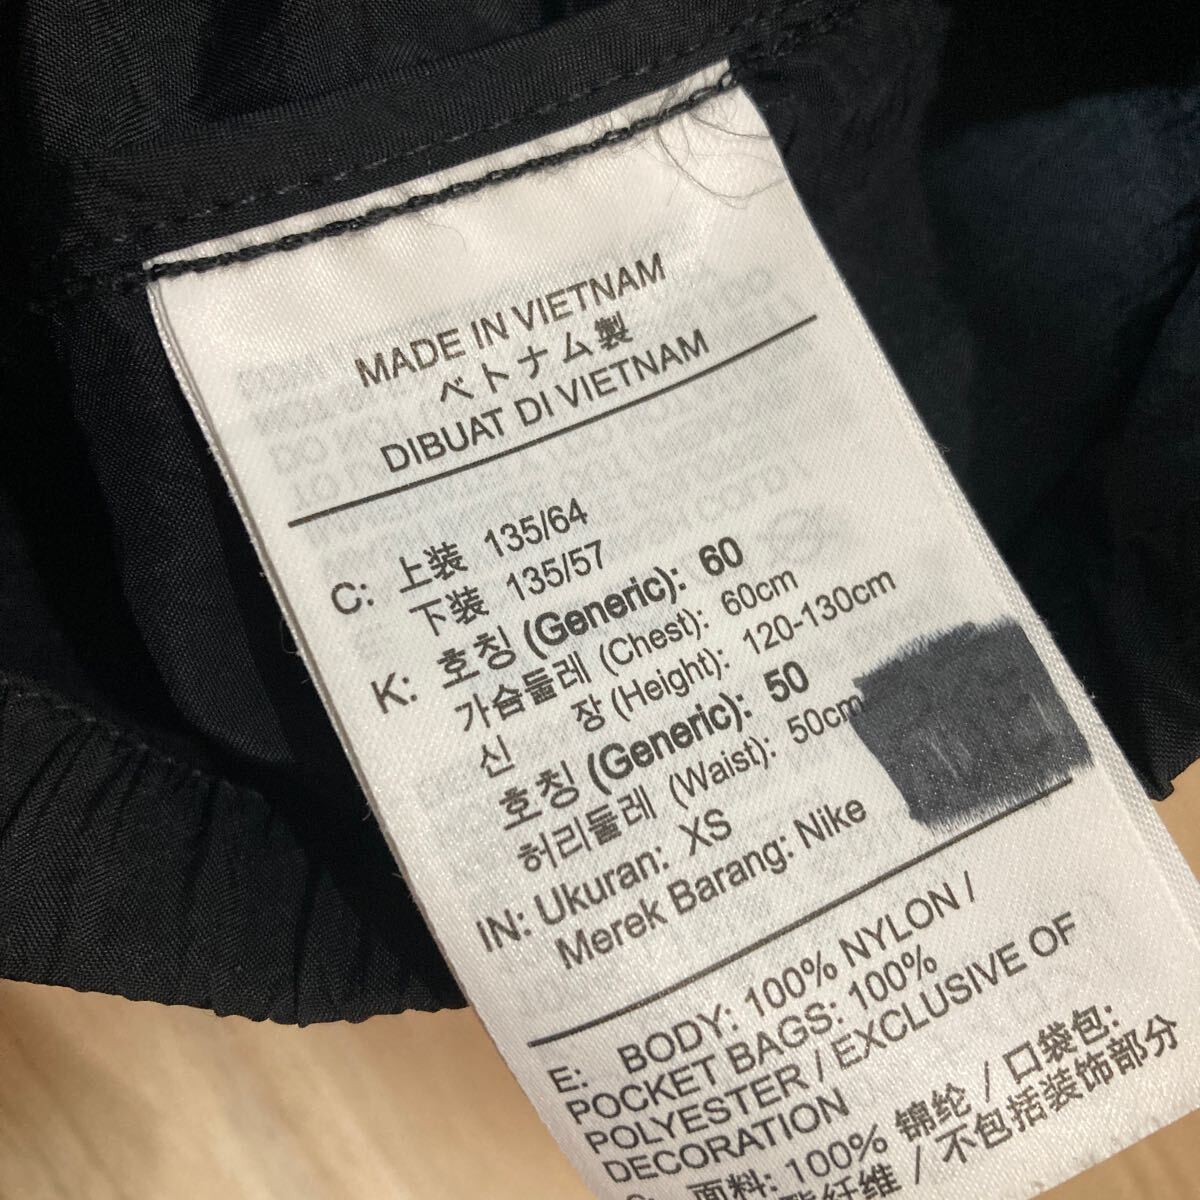 MADE IN VIETNAM
ベトナム製
DIBUAT DI VIETNAM
C: 上装 135/64
下装 135/57
K: 호칭 (Generic): 60
가슴둘레 (Chest): 60cm
신 장 (Height): 120-130cm
호칭 (Generic): 50
허리둘레 (Waist): 50cm
IN: Ukuran: XS
Merek Barang: Nike
E: BODY: 100% NYLON /
POCKET BAGS: 100%
POLYESTER / EXCLUSIVE OF
DECORATION
面料: 100% 锦纶 / 口袋包:
纤维 / 不包括装饰部分